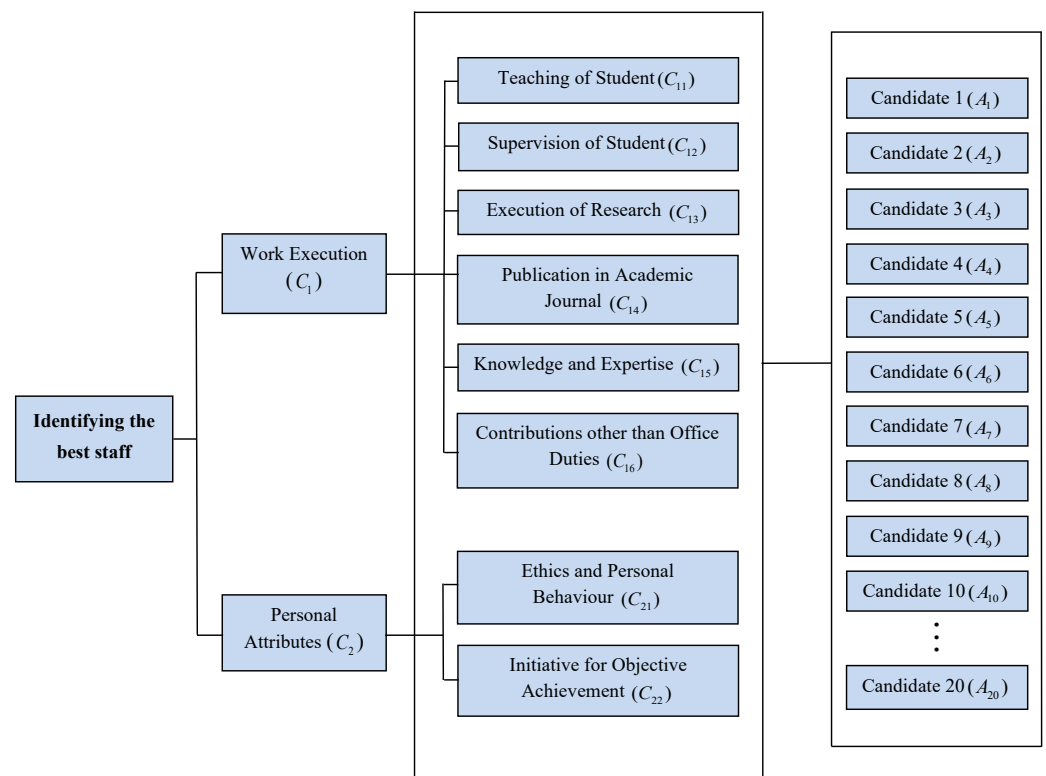 Identifying the
best staff
Work Execution
(C₁)
Personal
Attributes (C₂)
Teaching of Student (C₁₁)
Supervision of Student (C₁₂)
Execution of Research (C₁₃)
Publication in Academic
Journal (C₁₄)
Knowledge and Expertise (C₁₅)
Contributions other than Office
Duties (C₁₆)
Ethics and Personal
Behaviour (C₂₁)
Initiative for Objective
Achievement (C₂₂)
Candidate 1 (A₁)
Candidate 2 (A₂)
Candidate 3 (A₃)
Candidate 4 (A₄)
Candidate 5 (A₅)
Candidate 6 (A₆)
Candidate 7 (A₇)
Candidate 8 (A₈)
Candidate 9 (A₉)
Candidate 10 (A₁₀)
⋮
Candidate 20 (A₂₀)